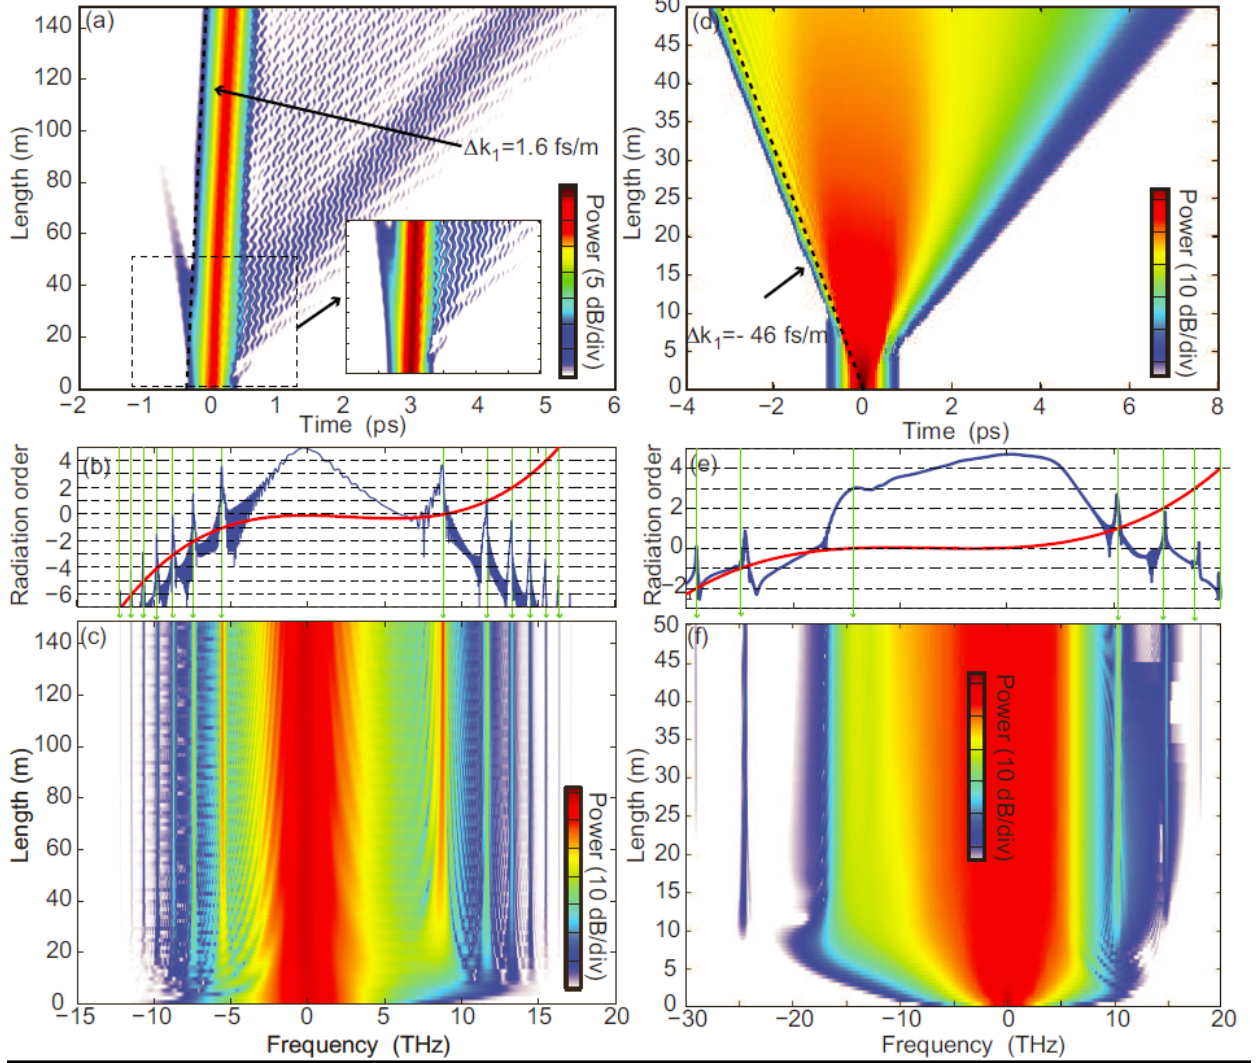 (a)
140
120
100
80
60
40
20
0
Length (m)
Δk1=1.6 fs/m
Power (5 dB/div)
−2 −1 0 1 2 3 4 5 6
Time (ps)
(d)
50
45
40
35
30
25
20
15
10
5
0
Length (m)
Δk1=- 46 fs/m
Power (10 dB/div)
−4 −2 0 2 4 6 8
Time (ps)
(b)
4
2
0
−2
−4
−6
Radiation order
(e)
4
2
0
−2
Radiation order
(c)
140
120
100
80
60
40
20
0
Length (m)
Power (10 dB/div)
−15 −10 −5 0 5 10 15 20
Frequency (THz)
(f)
50
45
40
35
30
25
20
15
10
5
0
Length (m)
Power (10 dB/div)
−30 −20 −10 0 10 20
Frequency (THz)